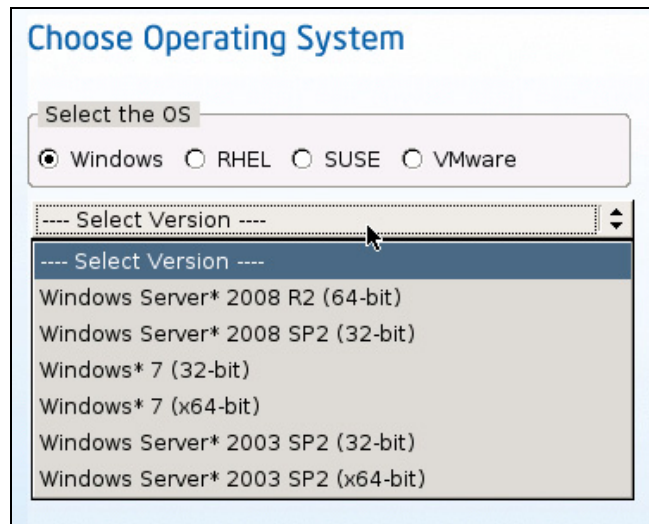 Choose Operating System
Select the OS
Windows RHEL SUSE VMware
---- Select Version ----
---- Select Version ----
Windows Server* 2008 R2 (64-bit)
Windows Server* 2008 SP2 (32-bit)
Windows* 7 (32-bit)
Windows* 7 (x64-bit)
Windows Server* 2003 SP2 (32-bit)
Windows Server* 2003 SP2 (x64-bit)